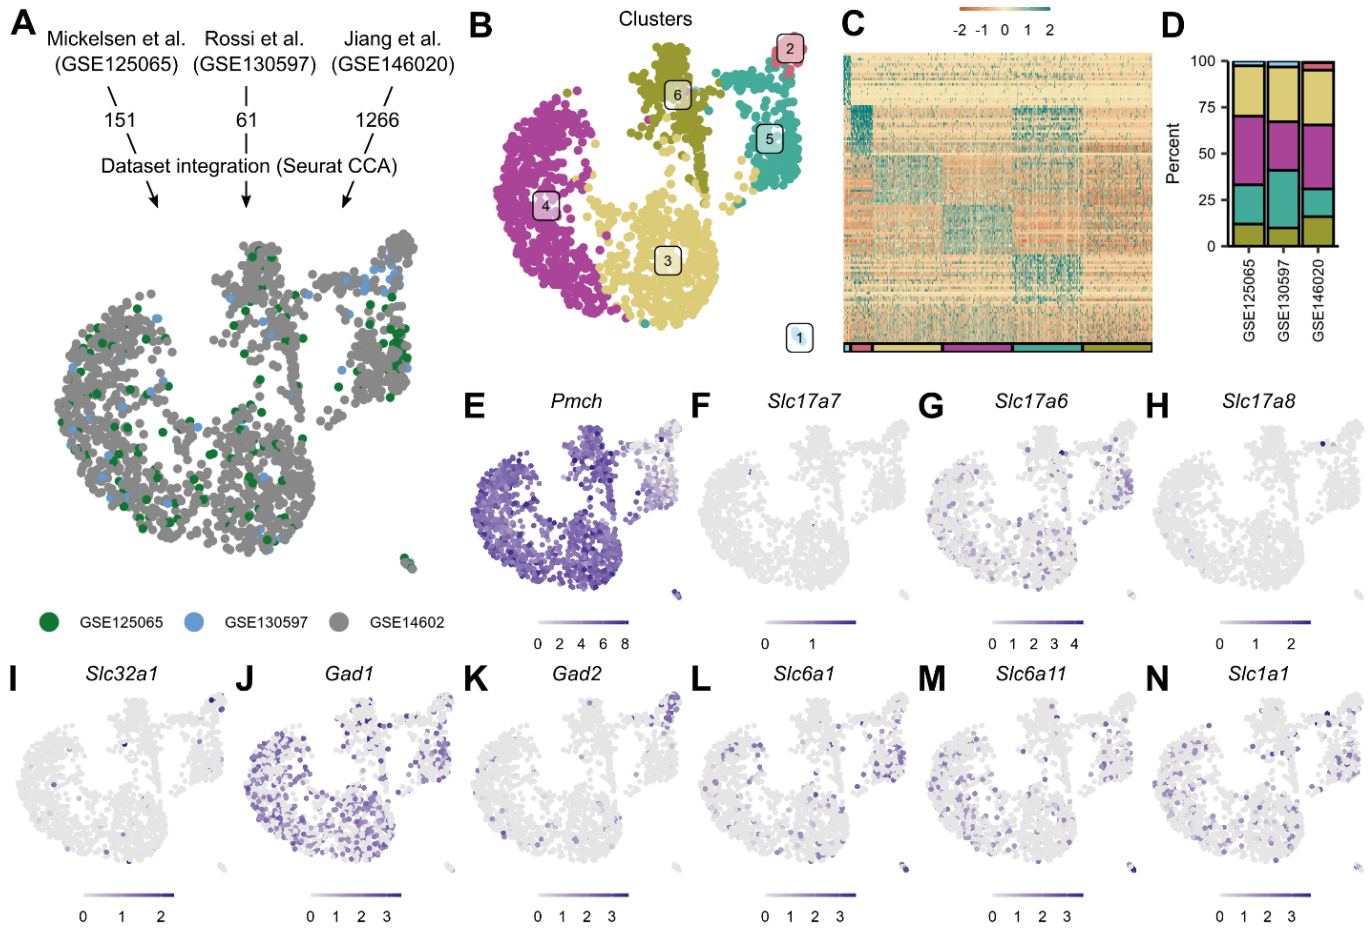 A
Mickelsen et al.
(GSE125065)
Rossi et al.
(GSE130597)
Jiang et al.
(GSE146020)
151
61
1266
Dataset integration (Seurat CCA)
GSE125065
GSE130597
GSE14602
B
Clusters
1
2
3
4
5
6
C
-2 -1 0 1 2
D
Percent
100
75
50
25
0
GSE125065
GSE130597
GSE146020
E
Pmch
0 2 4 6 8
F
Slc17a7
0 1
G
Slc17a6
0 1 2 3 4
H
Slc17a8
0 1 2
I
Slc32a1
0 1 2
J
Gad1
0 1 2 3
K
Gad2
0 1 2 3
L
Slc6a1
0 1 2 3
M
Slc6a11
0 1 2 3
N
Slc1a1
0 1 2 3